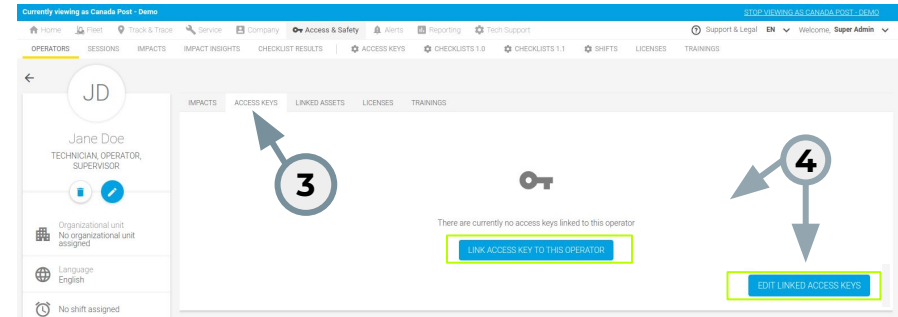 Currently viewing as Canada Post - Demo
STOP VIEWING AS CANADA POST - DEMO
Home Fleet Track & Trace Service Company Access & Safety Alerts Reporting Tech Support Support & Legal EN Welcome, Super Admin
OPERATORS SESSIONS IMPACTS IMPACT INSIGHTS CHECKLIST RESULTS ACCESS KEYS CHECKLISTS 1.0 CHECKLISTS 1.1 SHIFTS LICENSES TRAININGS
JD
Jane Doe
TECHNICIAN, OPERATOR,
SUPERVISOR
Organizational unit
No organizational unit
assigned
Language
English
No shift assigned
IMPACTS ACCESS KEYS LINKED ASSETS LICENSES TRAININGS
3
4
There are currently no access keys linked to this operator
LINK ACCESS KEY TO THIS OPERATOR
EDIT LINKED ACCESS KEYS